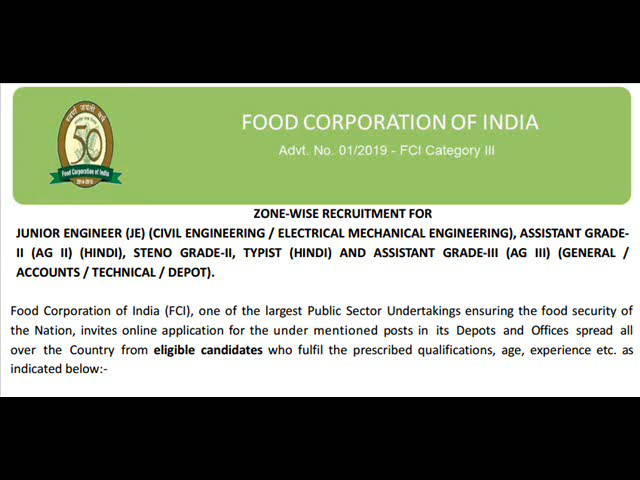 50
Food Corporation of India
FOOD CORPORATION OF INDIA
Advt. No. 01/2019 - FCI Category III
ZONE-WISE RECRUITMENT FOR
JUNIOR ENGINEER (JE) (CIVIL ENGINEERING / ELECTRICAL MECHANICAL ENGINEERING), ASSISTANT GRADE-
II (AG II) (HINDI), STENO GRADE-II, TYPIST (HINDI) AND ASSISTANT GRADE-III (AG III) (GENERAL /
ACCOUNTS / TECHNICAL / DEPOT).
Food Corporation of India (FCI), one of the largest Public Sector Undertakings ensuring the food security of
the Nation, invites online application for the under mentioned posts in its Depots and Offices spread all
over the Country from eligible candidates who fulfil the prescribed qualifications, age, experience etc. as
indicated below:-